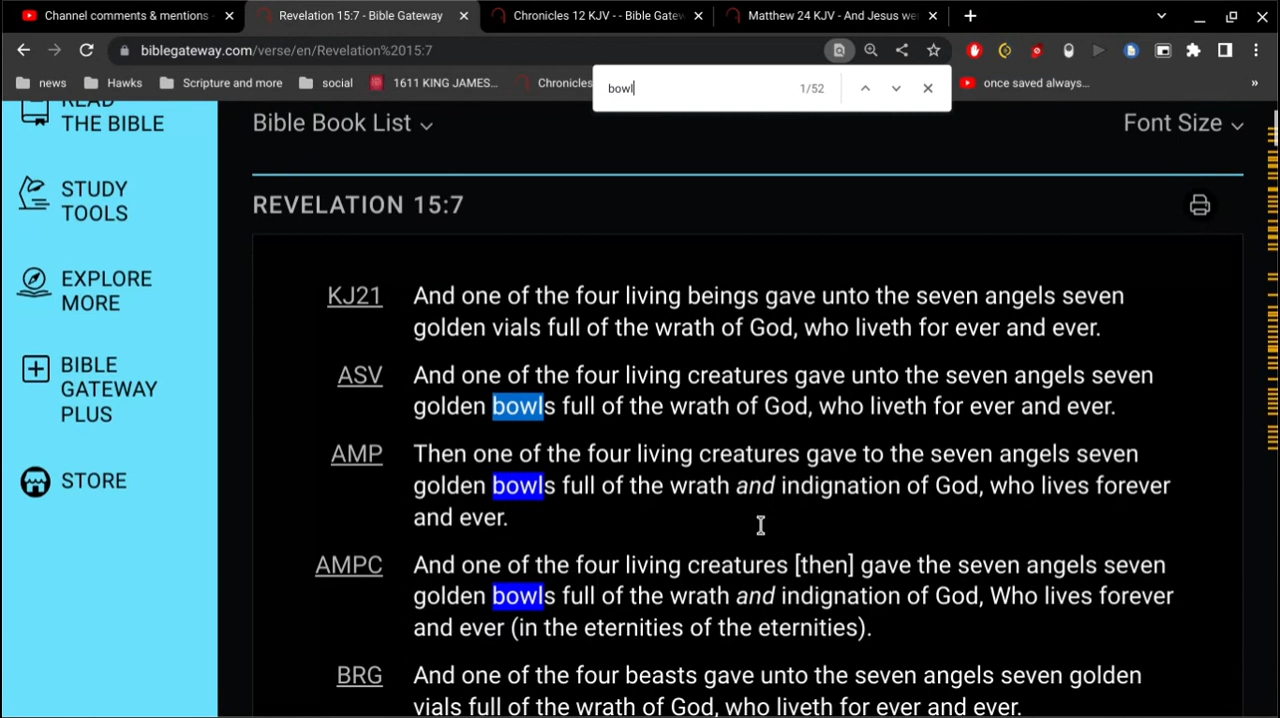 Channel comments & mentions -
Revelation 15:7 - Bible Gateway
Chronicles 12 KJV - - Bible Gatew
Matthew 24 KJV - And Jesus wen
biblegateway.com/verse/en/Revelation%2015:7
news
Hawks
Scripture and more
social
1611 KING JAMES...
Chronicles
bowl
1/52
once saved always...
»
READ
THE BIBLE
STUDY
TOOLS
EXPLORE
MORE
BIBLE
GATEWAY
PLUS
STORE
Bible Book List
Font Size
REVELATION 15:7
KJ21 And one of the four living beings gave unto the seven angels seven
golden vials full of the wrath of God, who liveth for ever and ever.
ASV And one of the four living creatures gave unto the seven angels seven
golden bowls full of the wrath of God, who liveth for ever and ever.
AMP Then one of the four living creatures gave to the seven angels seven
golden bowls full of the wrath and indignation of God, who lives forever
and ever.
AMPC And one of the four living creatures [then] gave the seven angels seven
golden bowls full of the wrath and indignation of God, Who lives forever
and ever (in the eternities of the eternities).
BRG And one of the four beasts gave unto the seven angels seven golden
vials full of the wrath of God, who liveth for ever and ever.